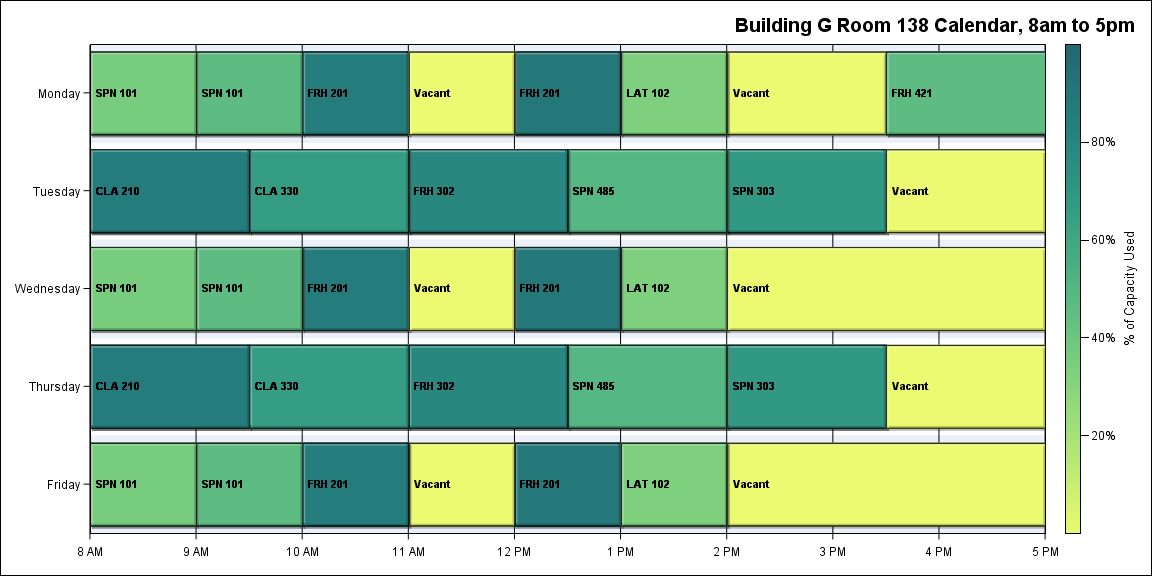 Building G Room 138 Calendar, 8am to 5pm
Monday
SPN 101
SPN 101
FRH 201
Vacant
FRH 201
LAT 102
Vacant
FRH 421
Tuesday
CLA 210
CLA 330
FRH 302
SPN 485
SPN 303
Vacant
Wednesday
SPN 101
SPN 101
FRH 201
Vacant
FRH 201
LAT 102
Vacant
Thursday
CLA 210
CLA 330
FRH 302
SPN 485
SPN 303
Vacant
Friday
SPN 101
SPN 101
FRH 201
Vacant
FRH 201
LAT 102
Vacant
8 AM
9 AM
10 AM
11 AM
12 PM
1 PM
2 PM
3 PM
4 PM
5 PM
80%
60%
40%
20%
% of Capacity Used